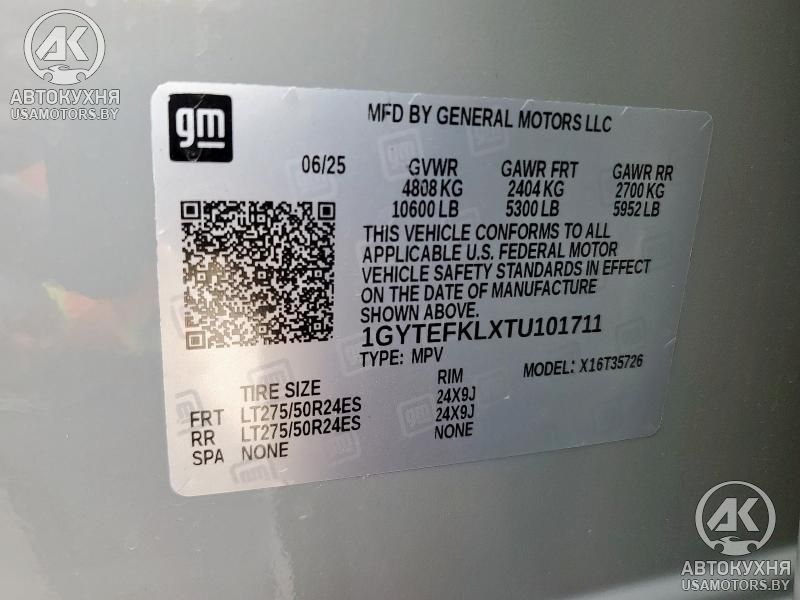 AK
АВТОКУХНЯ
USAMOTORS.BY
gm
MFD BY GENERAL MOTORS LLC
06/25 GVWR GAWR FRT GAWR RR
4808 KG 2404 KG 2700 KG
10600 LB 5300 LB 5952 LB
THIS VEHICLE CONFORMS TO ALL
APPLICABLE U.S. FEDERAL MOTOR
VEHICLE SAFETY STANDARDS IN EFFECT
ON THE DATE OF MANUFACTURE
SHOWN ABOVE.
1GYTEFKLXTU101711
TYPE: MPV MODEL: X16T35726
TIRE SIZE RIM
FRT LT275/50R24ES 24X9J
RR LT275/50R24ES 24X9J
SPA NONE NONE
AK
АВТОКУХНЯ
USAMOTORS.BY